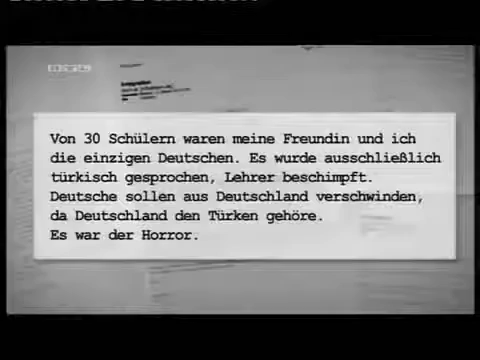 Von 30 Schülern waren meine Freundin und ich
die einzigen Deutschen. Es wurde ausschließlich
türkisch gesprochen, Lehrer beschimpft.
Deutsche sollen aus Deutschland verschwinden,
da Deutschland den Türken gehöre.
Es war der Horror.